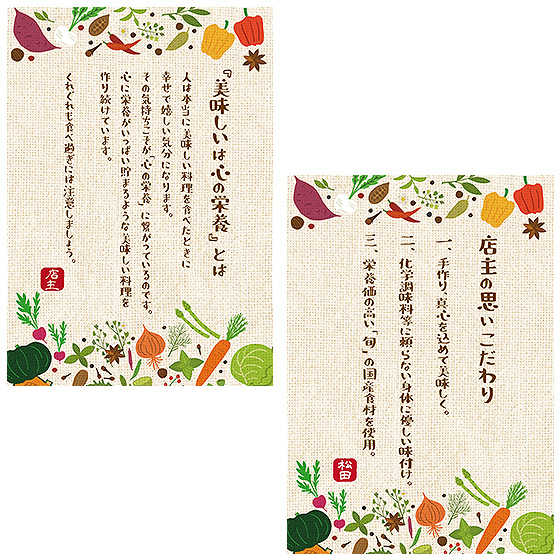 『美味しいは心の栄養』とは
人は本当に美味しい料理を食べたときに
幸せで嬉しい気分になります。
その気持ちこそが「心の栄養」に繋がっているのです。
心に栄養がいっぱい貯まるような美味しい料理を
作り続けています。
くれぐれも食べ過ぎには注意しましょう。
店主
店主の思いこだわり
一、手作り、真心を込めて美味しく。
二、化学調味料等に頼らない身体に優しい味付け。
三、栄養価の高い「旬」の国産食材を使用。
松田